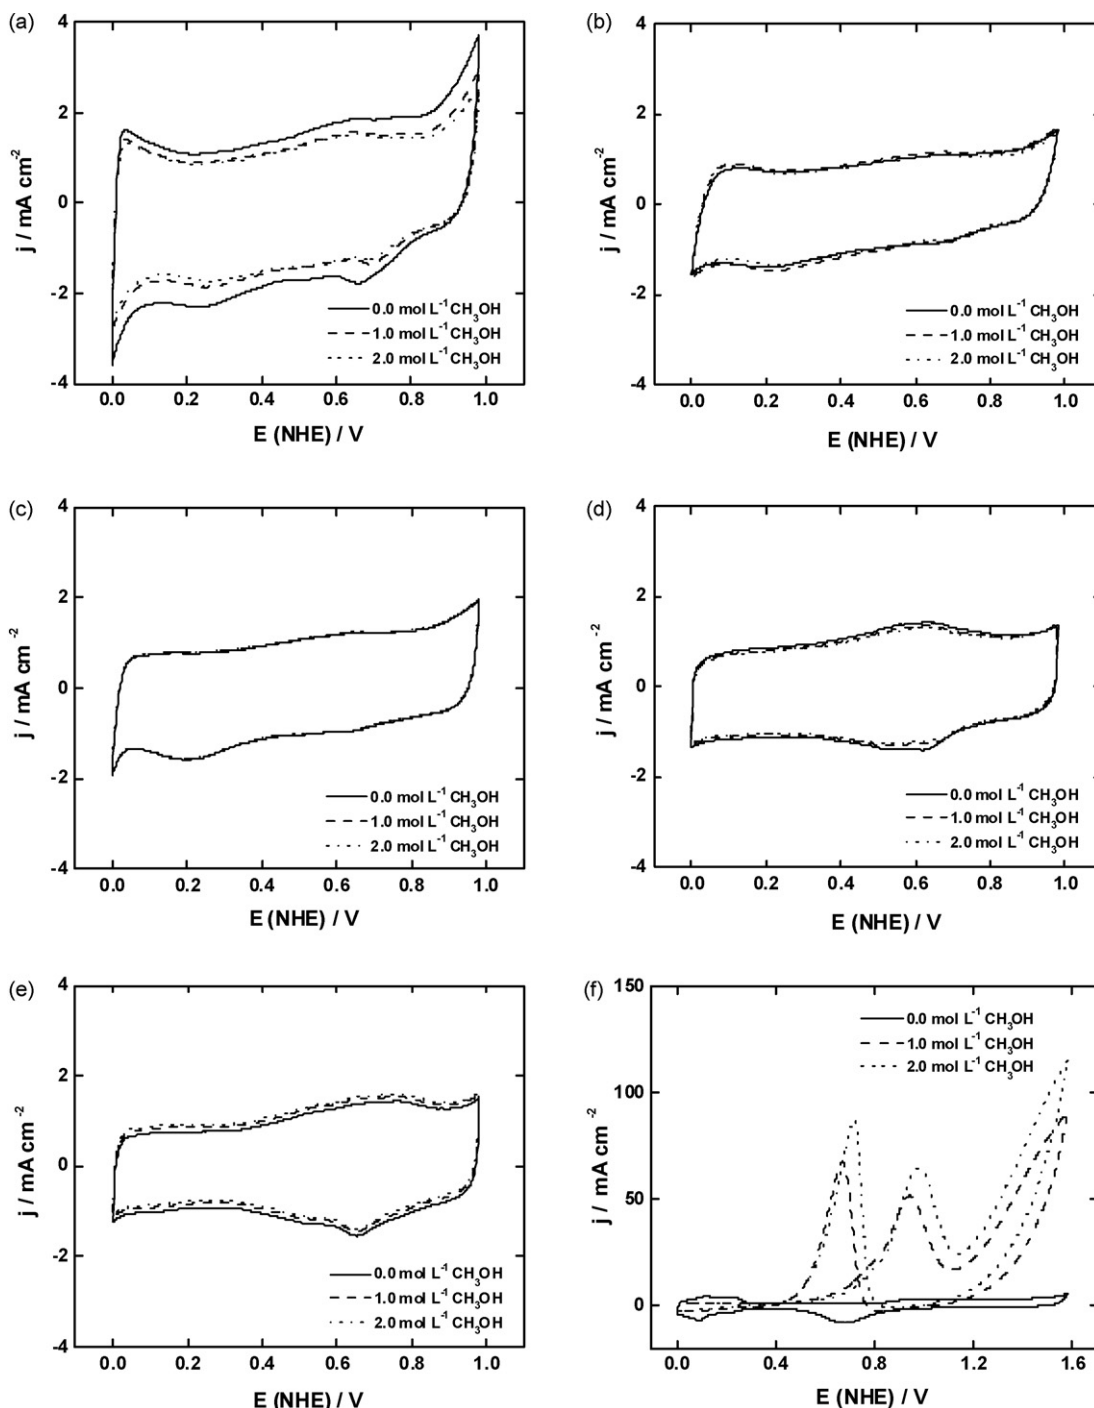 (a)
4
2
0
-2
-4
j / mA cm⁻²
0.0 mol L⁻¹ CH₃OH
1.0 mol L⁻¹ CH₃OH
2.0 mol L⁻¹ CH₃OH
0.0 0.2 0.4 0.6 0.8 1.0
E (NHE) / V
(b)
4
2
0
-2
-4
j / mA cm⁻²
0.0 mol L⁻¹ CH₃OH
1.0 mol L⁻¹ CH₃OH
2.0 mol L⁻¹ CH₃OH
0.0 0.2 0.4 0.6 0.8 1.0
E (NHE) / V
(c)
4
2
0
-2
-4
j / mA cm⁻²
0.0 mol L⁻¹ CH₃OH
1.0 mol L⁻¹ CH₃OH
2.0 mol L⁻¹ CH₃OH
0.0 0.2 0.4 0.6 0.8 1.0
E (NHE) / V
(d)
4
2
0
-2
-4
j / mA cm⁻²
0.0 mol L⁻¹ CH₃OH
1.0 mol L⁻¹ CH₃OH
2.0 mol L⁻¹ CH₃OH
0.0 0.2 0.4 0.6 0.8 1.0
E (NHE) / V
(e)
4
2
0
-2
-4
j / mA cm⁻²
0.0 mol L⁻¹ CH₃OH
1.0 mol L⁻¹ CH₃OH
2.0 mol L⁻¹ CH₃OH
0.0 0.2 0.4 0.6 0.8 1.0
E (NHE) / V
(f)
150
100
50
0
j / mA cm⁻²
0.0 mol L⁻¹ CH₃OH
1.0 mol L⁻¹ CH₃OH
2.0 mol L⁻¹ CH₃OH
0.0 0.4 0.8 1.2 1.6
E (NHE) / V